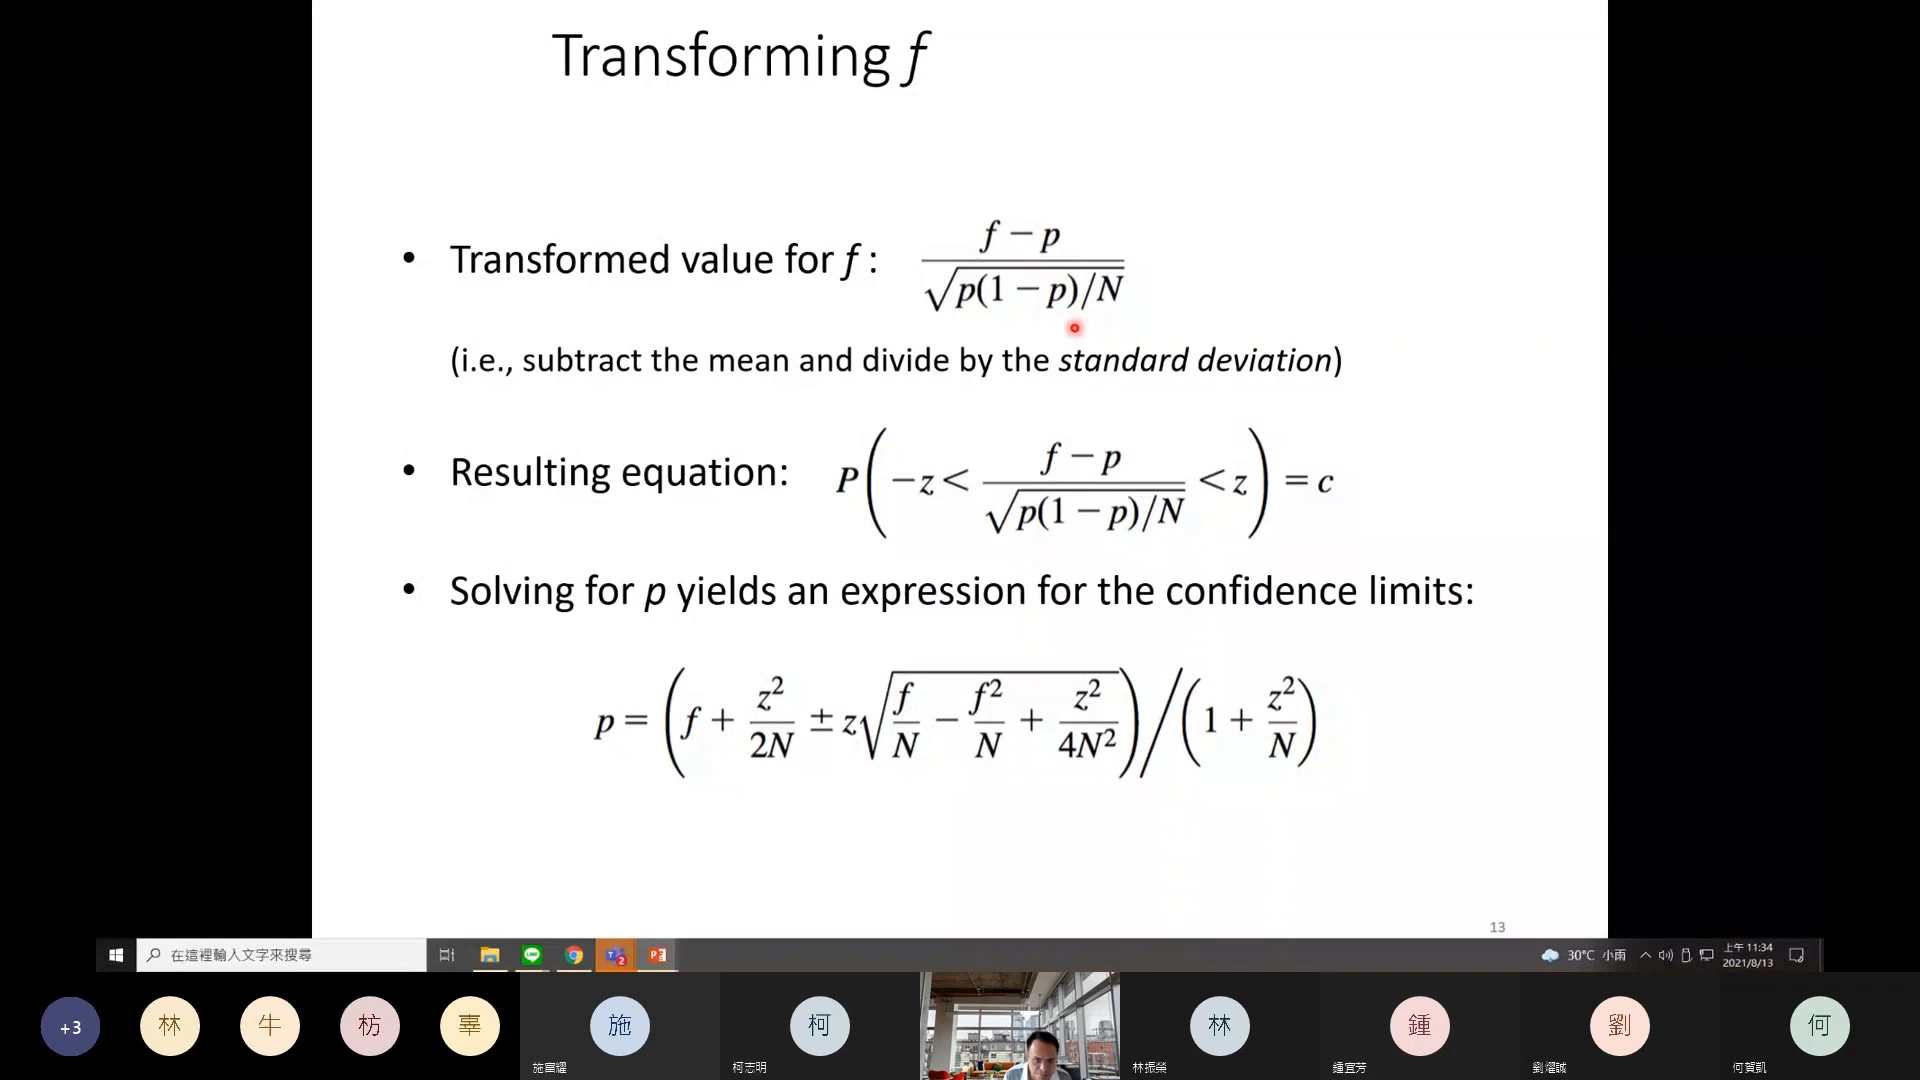 Transforming f
• Transformed value for f : f − p / √p(1 − p)/N
(i.e., subtract the mean and divide by the standard deviation)
• Resulting equation: P(−z < f − p / √p(1 − p)/N < z) = c
• Solving for p yields an expression for the confidence limits:
p = (f + z²/2N ± z√f/N − f²/N + z²/4N²)/(1 + z²/N)
13
在這裡輸入文字來搜尋
30°C 小雨
上午 11:34
2021/8/13
+3 林 牛 枋 辜 施 柯 林 鍾 劉 何
施富耀 柯志明 林振榮 鍾宜芳 劉燿誠 何賀凱